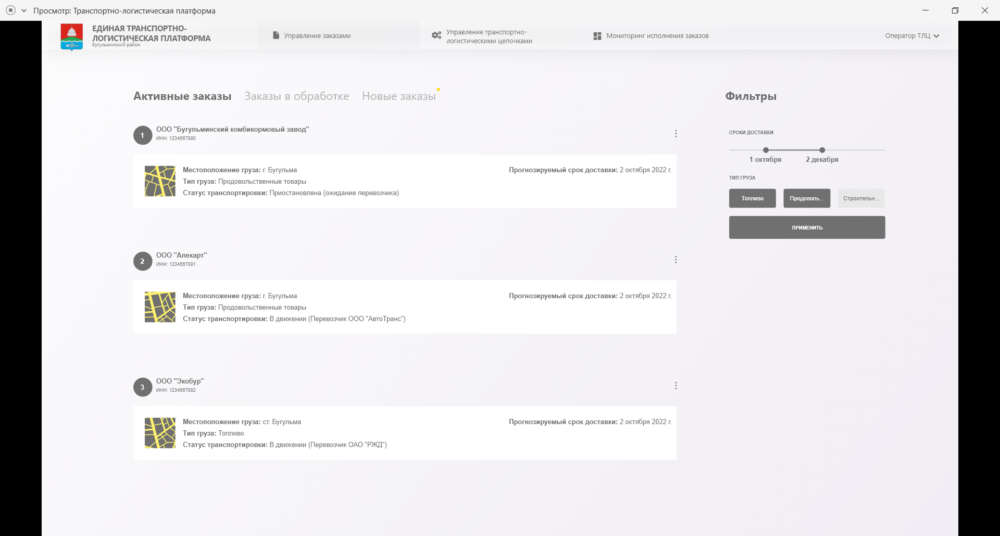 Просмотр: Транспортно-логистическая платформа
ЕДИНАЯ ТРАНСПОРТНО-
ЛОГИСТИЧЕСКАЯ ПЛАТФОРМА
Бугульминский район
Управление заказами
Управление транспортно-
логистическими цепочками
Мониторинг исполнения заказов
Оператор ТЛЦ
Активные заказы
Заказы в обработке
Новые заказы
1
ООО "Бугульминский комбикормовый завод"
ИНН: 1234567890
Местоположение груза: г. Бугульма
Прогнозируемый срок доставки: 2 октября 2022 г.
Тип груза: Продовольственные товары
Статус транспортировки: Приостановлена (ожидание перевозчика)
2
ООО "Алекарт"
ИНН: 1234567891
Местоположение груза: г. Бугульма
Прогнозируемый срок доставки: 2 октября 2022 г.
Тип груза: Продовольственные товары
Статус транспортировки: В движении (Перевозчик ООО "АвтоТранс")
3
ООО "Экобур"
ИНН: 1234567892
Местоположение груза: ст. Бугульма
Прогнозируемый срок доставки: 2 октября 2022 г.
Тип груза: Топливо
Статус транспортировки: В движении (Перевозчик ОАО "РЖД")
Фильтры
СРОКИ ДОСТАВКИ
1 октября
2 декабря
ТИП ГРУЗА
Топливо
Продоволь...
Строительн...
ПРИМЕНИТЬ